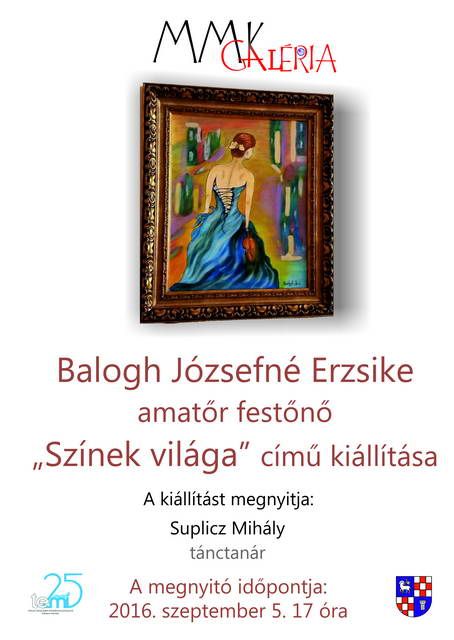 MMK
GALÉRIA
Balogh Józsefné Erzsike
amatőr festőnő
„Színek világa” című kiállítása
A kiállítást megnyitja:
Suplicz Mihály
tánctanár
25
temi
A megnyitó időpontja:
2016. szeptember 5. 17 óra